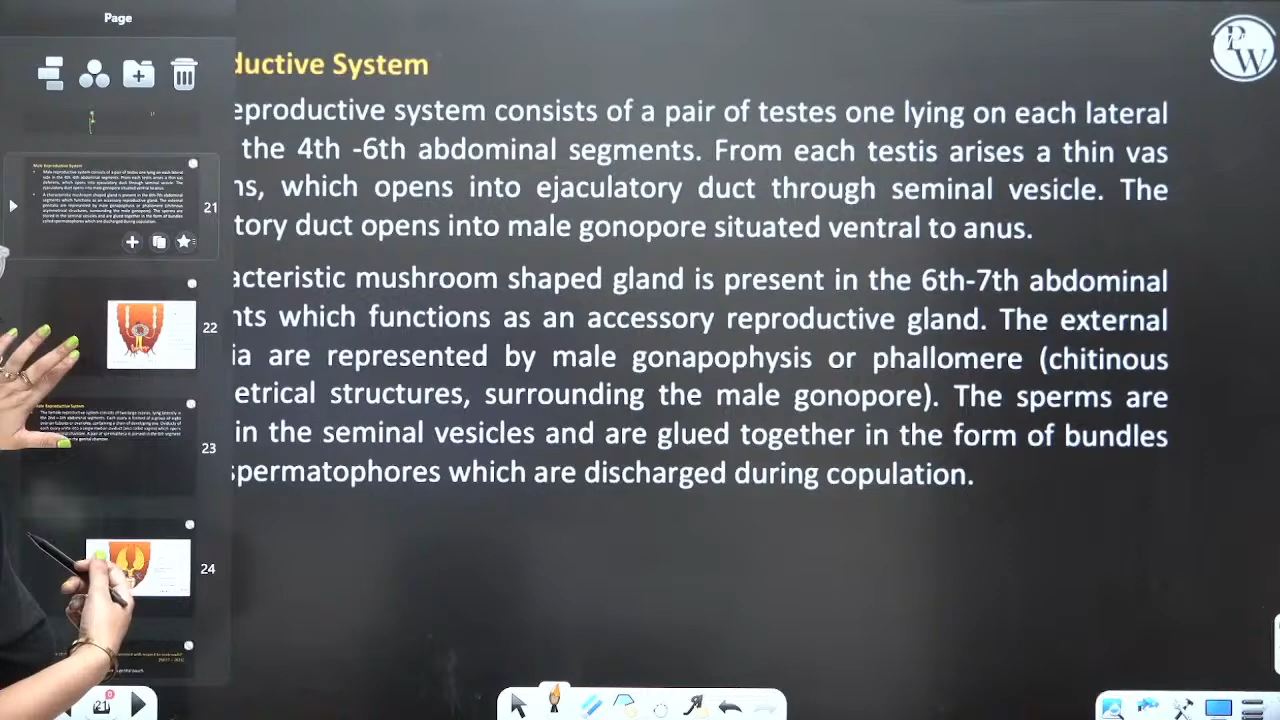 Page
ductive System
eproductive system consists of a pair of testes one lying on each lateral
the 4th -6th abdominal segments. From each testis arises a thin vas
ns, which opens into ejaculatory duct through seminal vesicle. The
tory duct opens into male gonopore situated ventral to anus.
acteristic mushroom shaped gland is present in the 6th-7th abdominal
nts which functions as an accessory reproductive gland. The external
ia are represented by male gonapophysis or phallomere (chitinous
etrical structures, surrounding the male gonopore). The sperms are
in the seminal vesicles and are glued together in the form of bundles
spermatophores which are discharged during copulation.
PW
Male Reproductive System
21
22
23
24
21